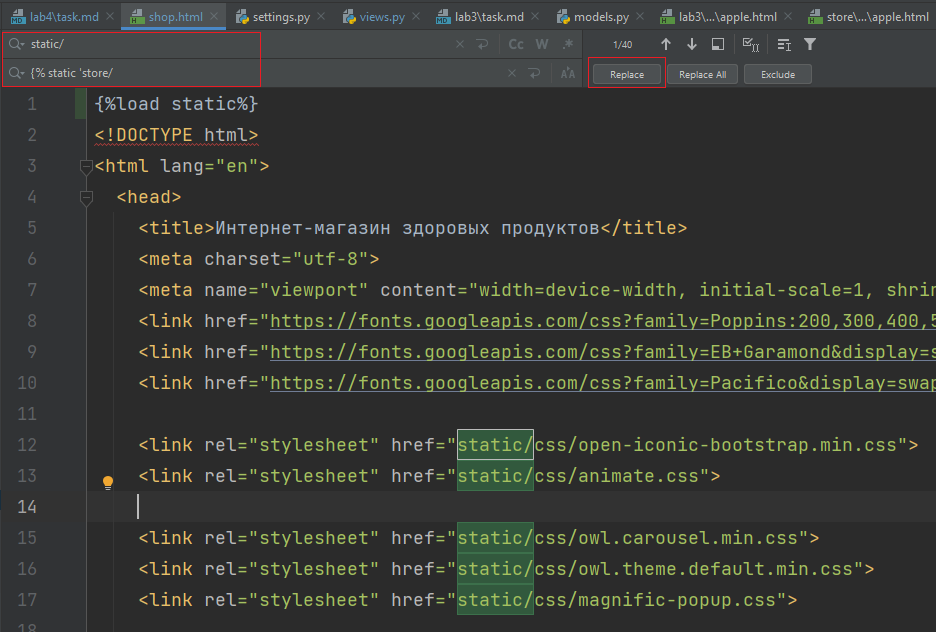 lab4\task.md shop.html settings.py views.py lab3\task.md models.py lab3\...\apple.html store\...\apple.html
static/ Cc W .* 1/40
{% static 'store/ Replace Replace All Exclude
1 {%load static%}
2 <!DOCTYPE html>
3 <html lang="en">
4 <head>
5 <title>Интернет-магазин здоровых продуктов</title>
6 <meta charset="utf-8">
7 <meta name="viewport" content="width=device-width, initial-scale=1, shrin
8 <link href="https://fonts.googleapis.com/css?family=Poppins:200,300,400,5
9 <link href="https://fonts.googleapis.com/css?family=EB+Garamond&display=s
10 <link href="https://fonts.googleapis.com/css?family=Pacifico&display=swap
11
12 <link rel="stylesheet" href="static/css/open-iconic-bootstrap.min.css">
13 <link rel="stylesheet" href="static/css/animate.css">
14
15 <link rel="stylesheet" href="static/css/owl.carousel.min.css">
16 <link rel="stylesheet" href="static/css/owl.theme.default.min.css">
17 <link rel="stylesheet" href="static/css/magnific-popup.css">
18